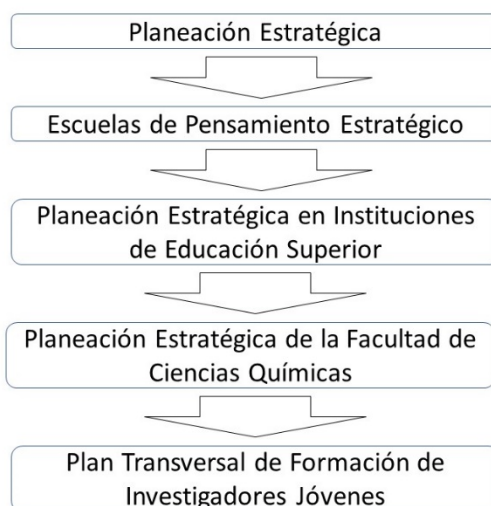 Planeación Estratégica
Escuelas de Pensamiento Estratégico
Planeación Estratégica en Instituciones
de Educación Superior
Planeación Estratégica de la Facultad de
Ciencias Químicas
Plan Transversal de Formación de
Investigadores Jóvenes